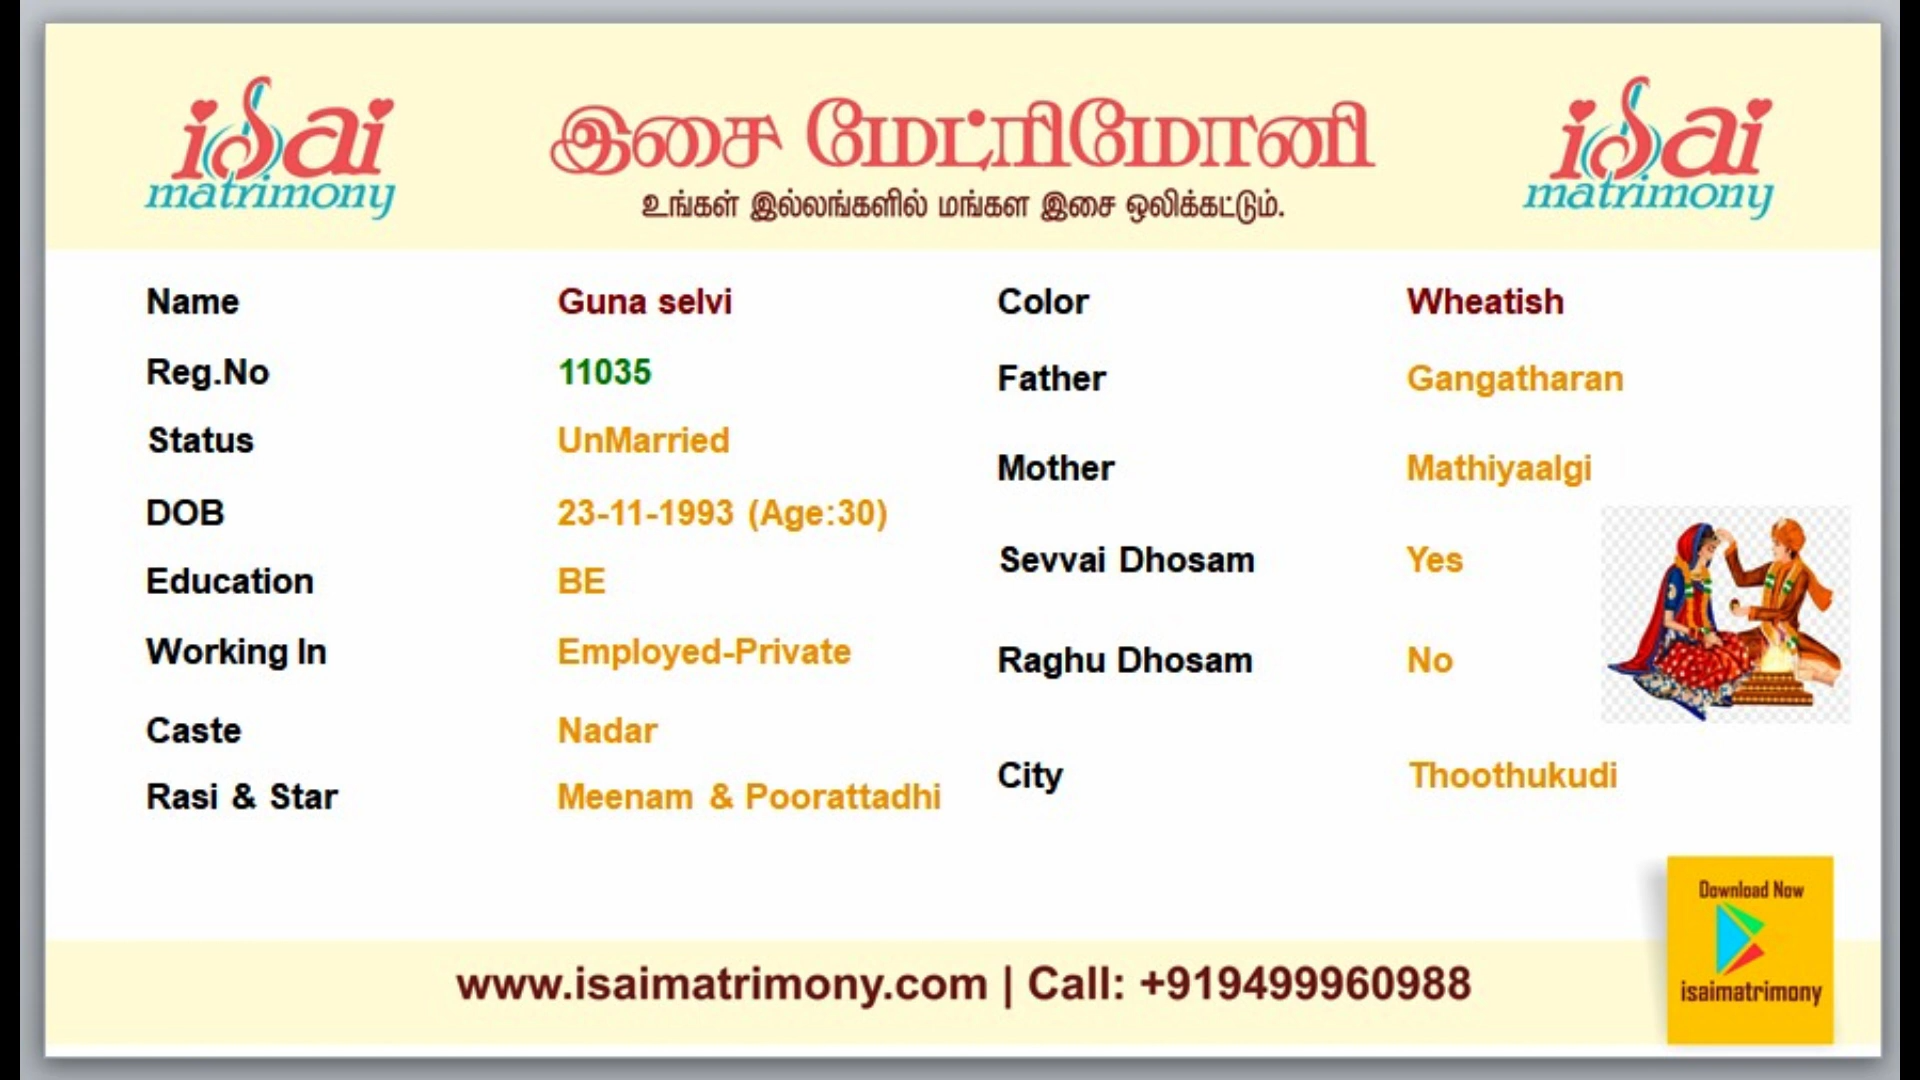 isai
matrimony
இசை மேட்ரிமோனி
உங்கள் இல்லங்களில் மங்கள இசை ஒலிக்கட்டும்.
isai
matrimony
Name Guna selvi
Reg.No 11035
Status UnMarried
DOB 23-11-1993 (Age:30)
Education BE
Working In Employed-Private
Caste Nadar
Rasi & Star Meenam & Poorattadhi
Color Wheatish
Father Gangatharan
Mother Mathiyaalgi
Sevvai Dhosam Yes
Raghu Dhosam No
City Thoothukudi
Download Now
isaimatrimony
www.isaimatrimony.com | Call: +919499960988